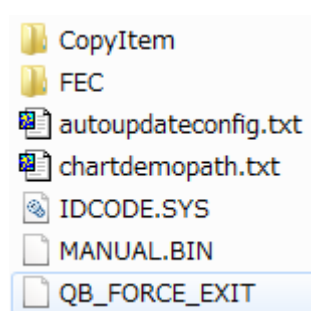 CopyItem
FEC
autoupdateconfig.txt
chartdemopath.txt
IDCODE.SYS
MANUAL.BIN
QB_FORCE_EXIT